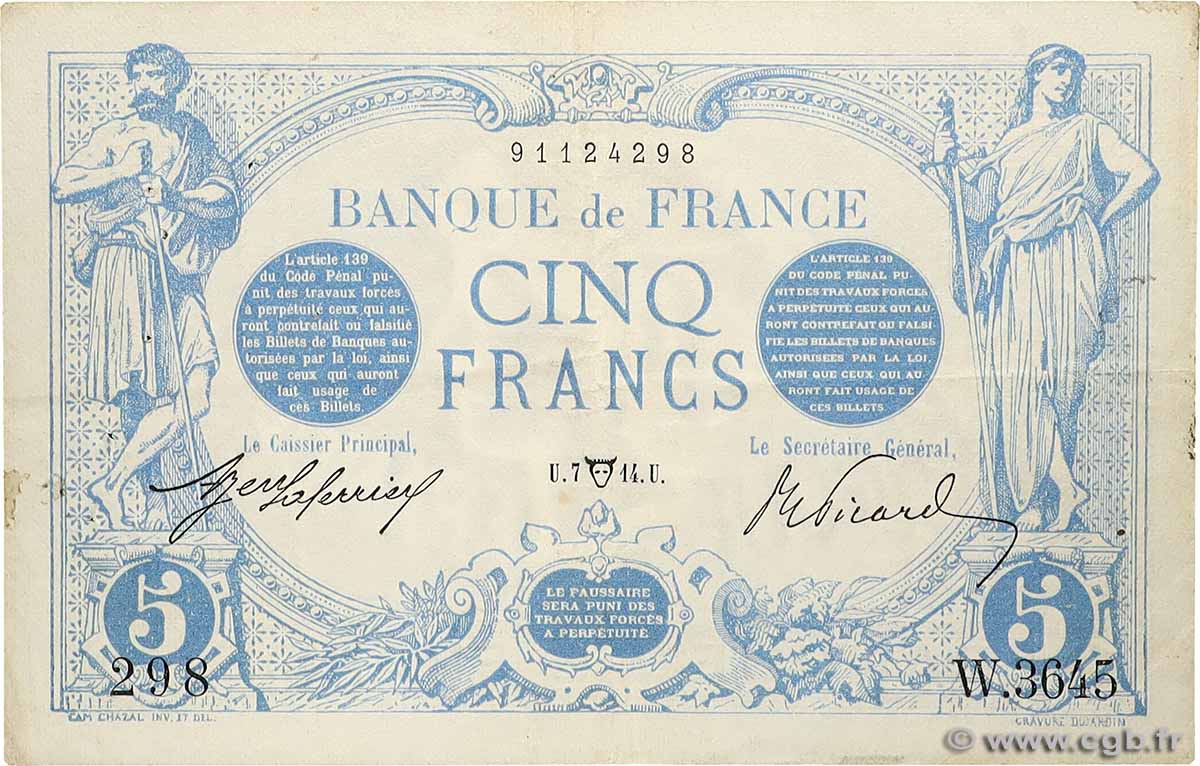 91124298
BANQUE de FRANCE
CINQ
FRANCS
L'article 139
du Code Pénal pu-
nit des travaux forcés
a perpétuité ceux qui au-
ront contrefait ou falsifié
les Billets de Banques au-
torisées par la loi, ainsi
que ceux qui auront
fait usage de
ces Billets.
L'ARTICLE 139
DU CODE PÉNAL PU-
NIT DES TRAVAUX FORCÉS
A PERPÉTUITÉ CEUX QUI AU-
RONT CONTREFAIT OU FALSI
FIE LES BILLETS DE BANQUES
AUTORISÉES PAR LA LOI,
AINSI QUE CEUX QUI AU
RONT FAIT USAGE DE
CES BILLETS
Le Caissier Principal,
Le Secrétaire Général,
U.7 14.U.
Picard
LE FAUSSAIRE
SERA PUNI DES
TRAVAUX FORCÉS
A PERPÉTUITÉ
5
5
298
W.3645
CAM CHAZAL INV. ET DEL.
GRAVURE DUJARDIN
© www.cgb.fr